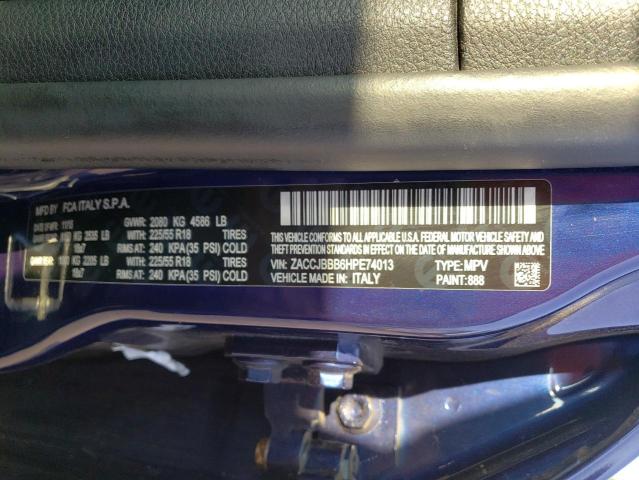 MFD BY FCA ITALY S.P.A.
GVWR: 2080 KG 4586 LB
KG LB 225/55 R18 TIRES
18x7 RIMS AT: 240 KPA(35 PSI) COLD
KG 2205 LB 225/55 R18 TIRES
18x7 RIMS AT: 240 KPA(35 PSI) COLD
THIS VEHICLE CONFORMS TO ALL APPLICABLE U.S.A. FEDERAL MOTOR VEHICLE SAFETY, BUMPER, AND THEFT
PREVENTION STANDARDS IN EFFECT ON THE DATE OF MANUFACTURE SHOWN ABOVE
VIN: ZACCJBBB6HPE74013 TYPE: MPV
VEHICLE MADE IN: ITALY PAINT:888